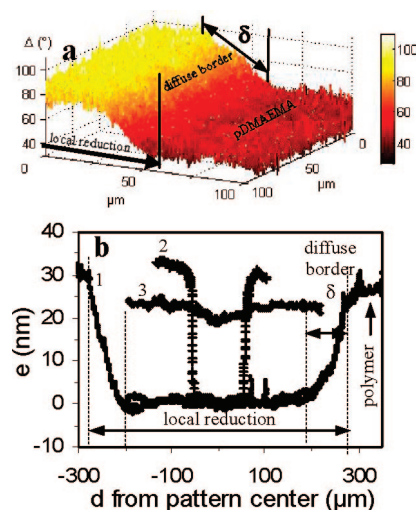 Δ (°)
a
δ
100
80
60
40
diffuse border
pDMAEMA
local reduction
0
50
100
µm
100
50
0
µm
100
80
60
40
b
diffuse
border
δ
40
30
20
10
0
-10
e (nm)
1
2
3
polymer
local reduction
-300
-100
100
300
d from pattern center (µm)